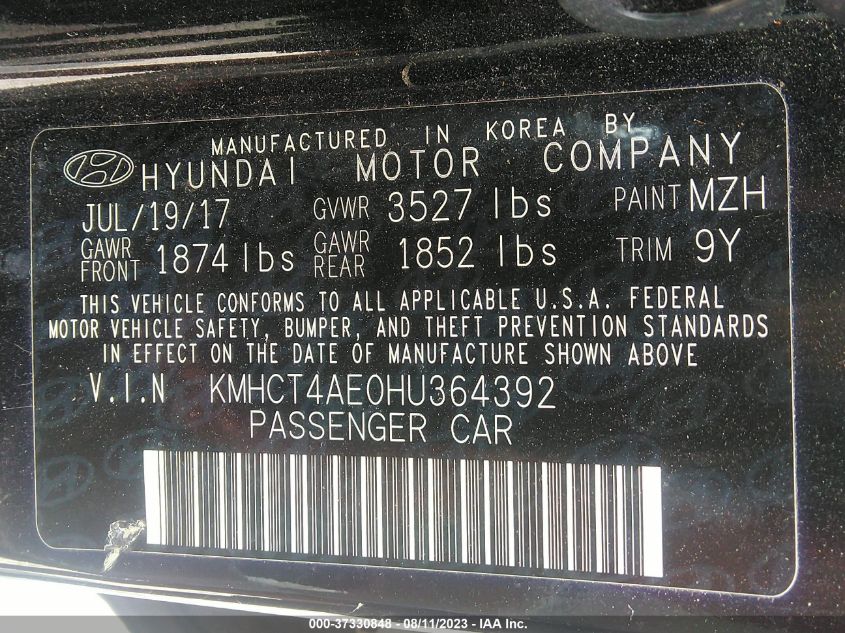 MANUFACTURED IN KOREA BY
HYUNDAI MOTOR COMPANY
JUL/19/17 GVWR 3527 lbs PAINT MZH
GAWR FRONT 1874 lbs GAWR REAR 1852 lbs TRIM 9Y
THIS VEHICLE CONFORMS TO ALL APPLICABLE U.S.A. FEDERAL
MOTOR VEHICLE SAFETY, BUMPER, AND THEFT PREVENTION STANDARDS
IN EFFECT ON THE DATE OF MANUFACTURE SHOWN ABOVE
V.I.N KMHCT4AE0HU364392
PASSENGER CAR
000-37330848 - 08/11/2023 - IAA Inc.